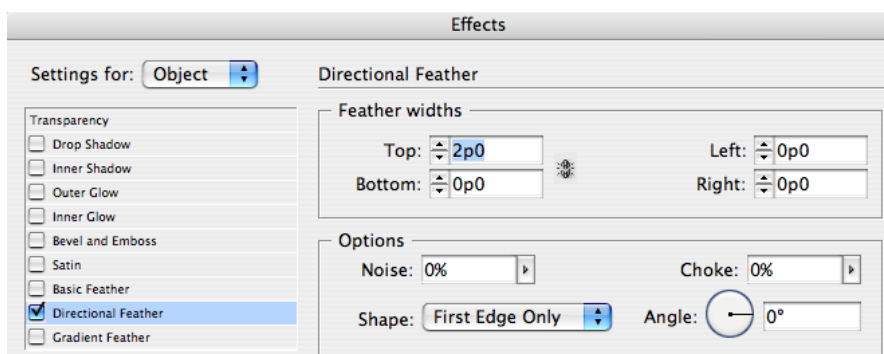 Effects
Settings for: Object
Transparency
Drop Shadow
Inner Shadow
Outer Glow
Inner Glow
Bevel and Emboss
Satin
Basic Feather
Directional Feather
Gradient Feather
Directional Feather
Feather widths
Top: 2p0 Left: 0p0
Bottom: 0p0 Right: 0p0
Options
Noise: 0% Choke: 0%
Shape: First Edge Only Angle: 0°